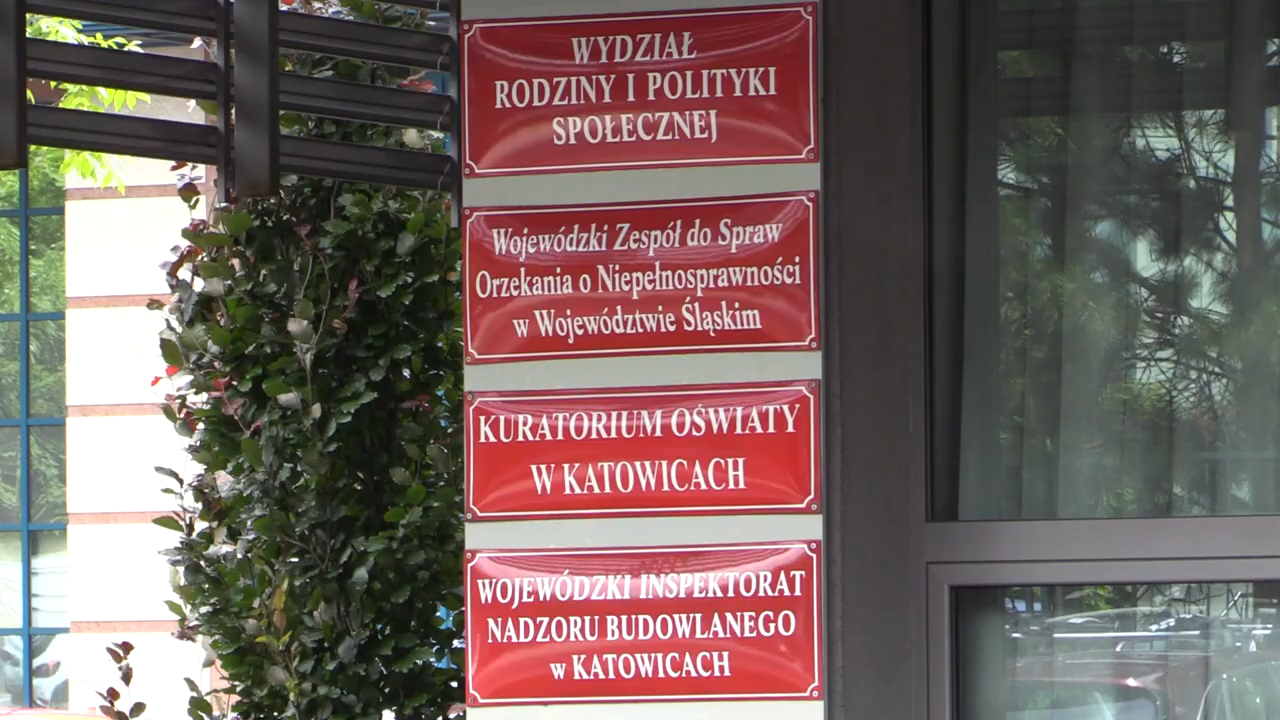 WYDZIAŁ
RODZINY I POLITYKI
SPOŁECZNEJ
Wojewódzki Zespół do Spraw
Orzekania o Niepełnosprawności
w Województwie Śląskim
KURATORIUM OŚWIATY
W KATOWICACH
WOJEWÓDZKI INSPEKTORAT
NADZORU BUDOWLANEGO
w KATOWICACH